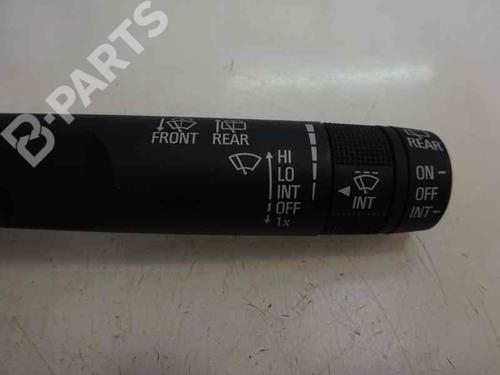 B-PARTS
FRONT REAR
HI
LO
INT
OFF
1x
INT
REAR
ON
OFF
INT